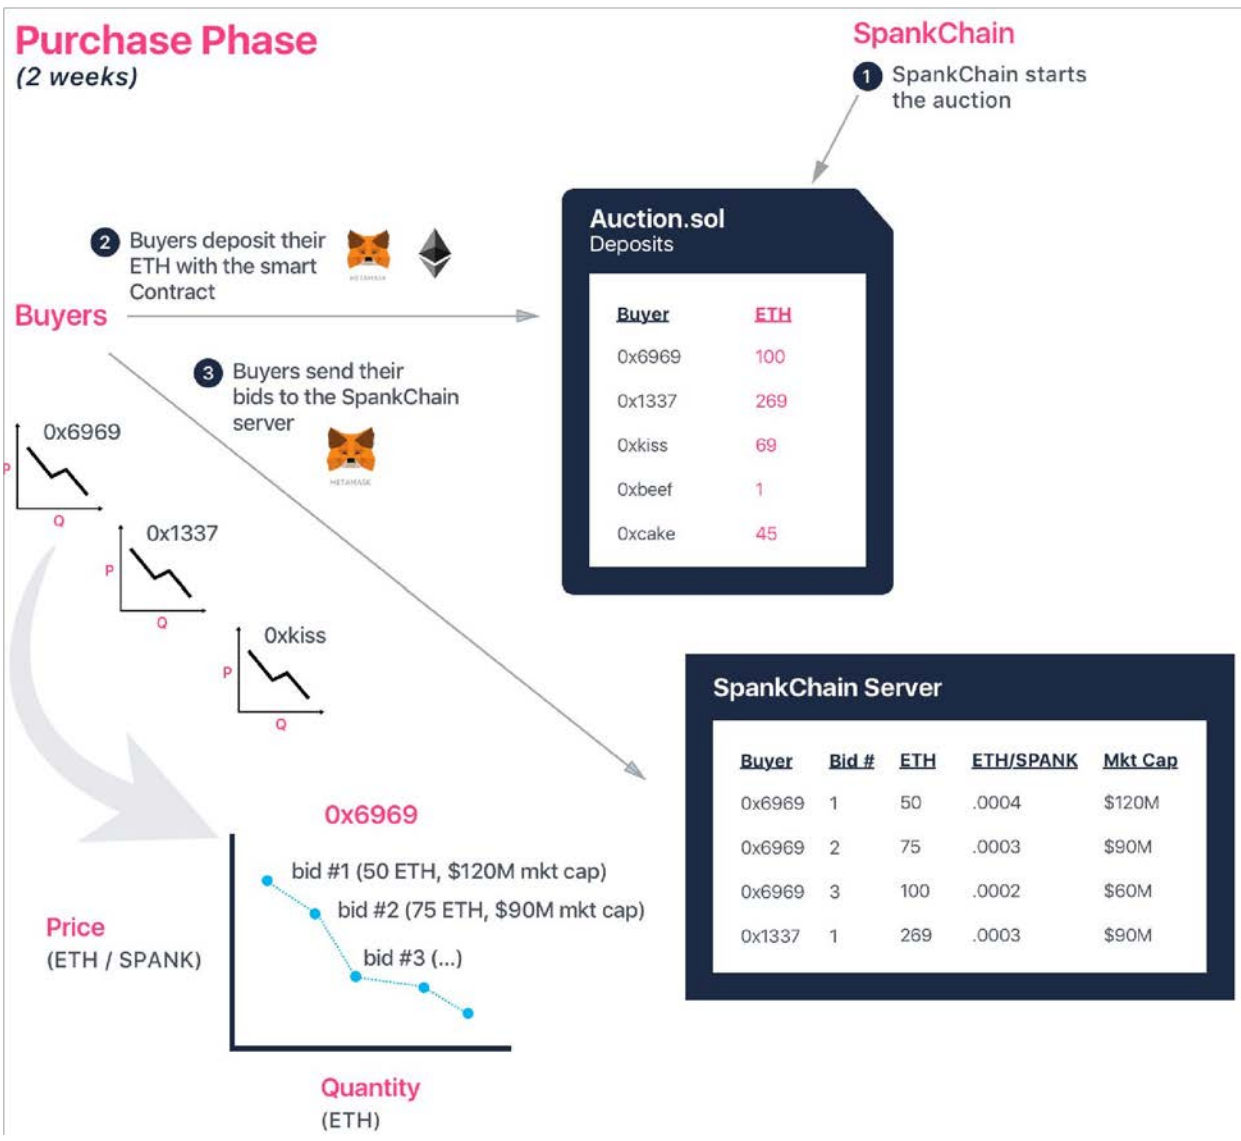 Purchase Phase
(2 weeks)
SpankChain
1 SpankChain starts
the auction
2 Buyers deposit their
ETH with the smart
Contract
METAMASK
Buyers
Auction.sol
Deposits
Buyer ETH
0x6969 100
0x1337 269
0xkiss 69
0xbeef 1
0xcake 45
3 Buyers send their
bids to the SpankChain
server
METAMASK
0x6969
P
Q
0x1337
P
Q
0xkiss
P
Q
SpankChain Server
Buyer Bid # ETH ETH/SPANK Mkt Cap
0x6969 1 50 .0004 $120M
0x6969 2 75 .0003 $90M
0x6969 3 100 .0002 $60M
0x1337 1 269 .0003 $90M
0x6969
bid #1 (50 ETH, $120M mkt cap)
bid #2 (75 ETH, $90M mkt cap)
bid #3 (...)
Price
(ETH / SPANK)
Quantity
(ETH)